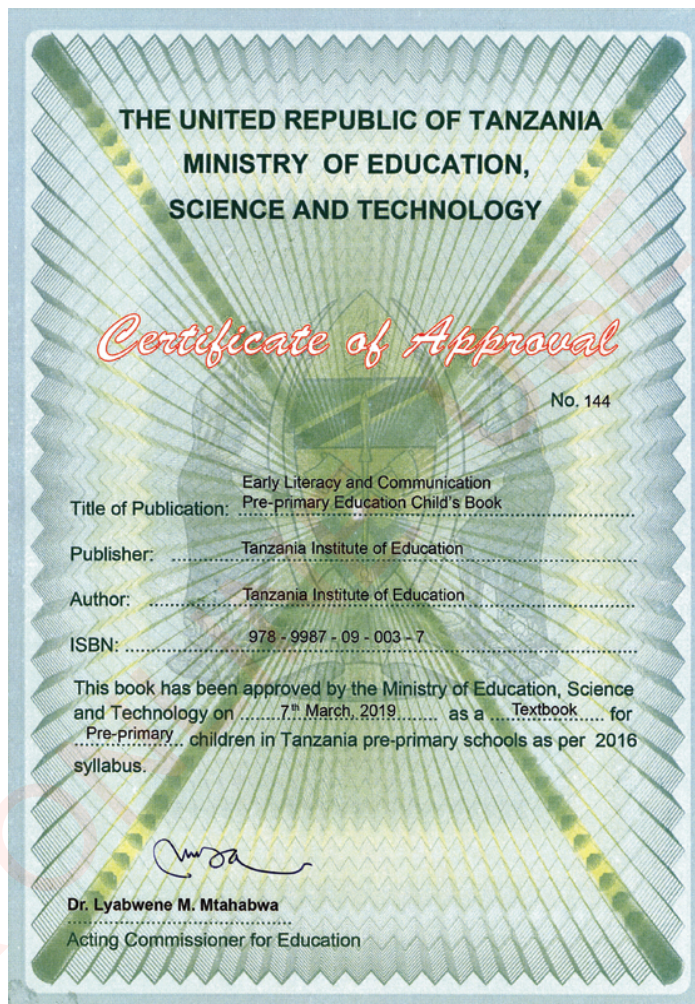 THE UNITED REPUBLIC OF TANZANIA
MINISTRY OF EDUCATION,
SCIENCE AND TECHNOLOGY
Certificate of Approval
No. 144
Early Literacy and Communication
Title of Publication: Pre-primary Education Child's Book
Publisher: Tanzania Institute of Education
Author: Tanzania Institute of Education
ISBN: 978 - 9987 - 09 - 003 - 7
This book has been approved by the Ministry of Education, Science
and Technology on 7th March, 2019 as a Textbook for
Pre-primary children in Tanzania pre-primary schools as per 2016
syllabus.
Dr. Lyabwene M. Mtahabwa
Acting Commissioner for Education